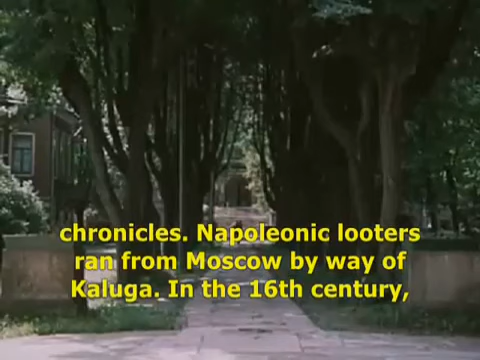 chronicles. Napoleonic looters
ran from Moscow by way of
Kaluga. In the 16th century,